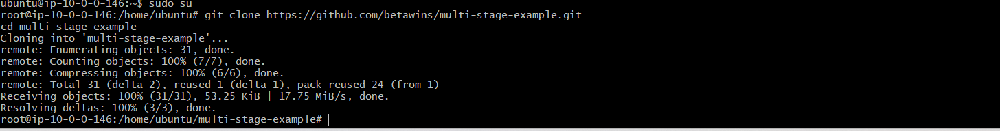 ubuntu@ip-10-0-0-146:~$ sudo su
root@ip-10-0-0-146:/home/ubuntu# git clone https://github.com/betawins/multi-stage-example.git
cd multi-stage-example
Cloning into 'multi-stage-example'...
remote: Enumerating objects: 31, done.
remote: Counting objects: 100% (7/7), done.
remote: Compressing objects: 100% (6/6), done.
remote: Total 31 (delta 2), reused 1 (delta 1), pack-reused 24 (from 1)
Receiving objects: 100% (31/31), 53.25 KiB | 17.75 MiB/s, done.
Resolving deltas: 100% (3/3), done.
root@ip-10-0-0-146:/home/ubuntu/multi-stage-example#